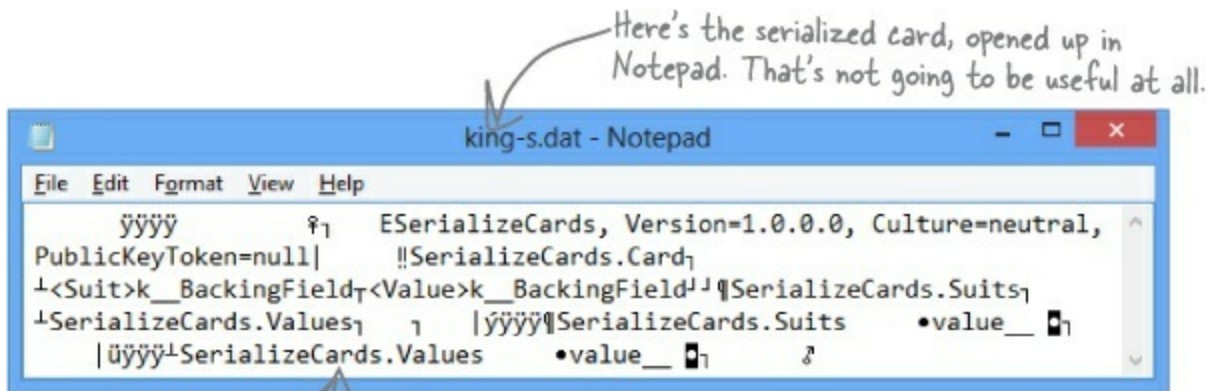 Here's the serialized card, opened up in
Notepad. That's not going to be useful at all.
king-s.dat - Notepad
File Edit Format View Help
ÿÿÿÿ ♀┐ ESerializeCards, Version=1.0.0.0, Culture=neutral,
PublicKeyToken=null| ‼SerializeCards.Card┐
┴<Suit>k__BackingField┬<Value>k__BackingField┘┘¶SerializeCards.Suits┐
┴SerializeCards.Values┐ ┐ |ýÿÿÿ¶SerializeCards.Suits •value__ ◘┐
|üÿÿÿ┴SerializeCards.Values •value__ ◘┐ ♂